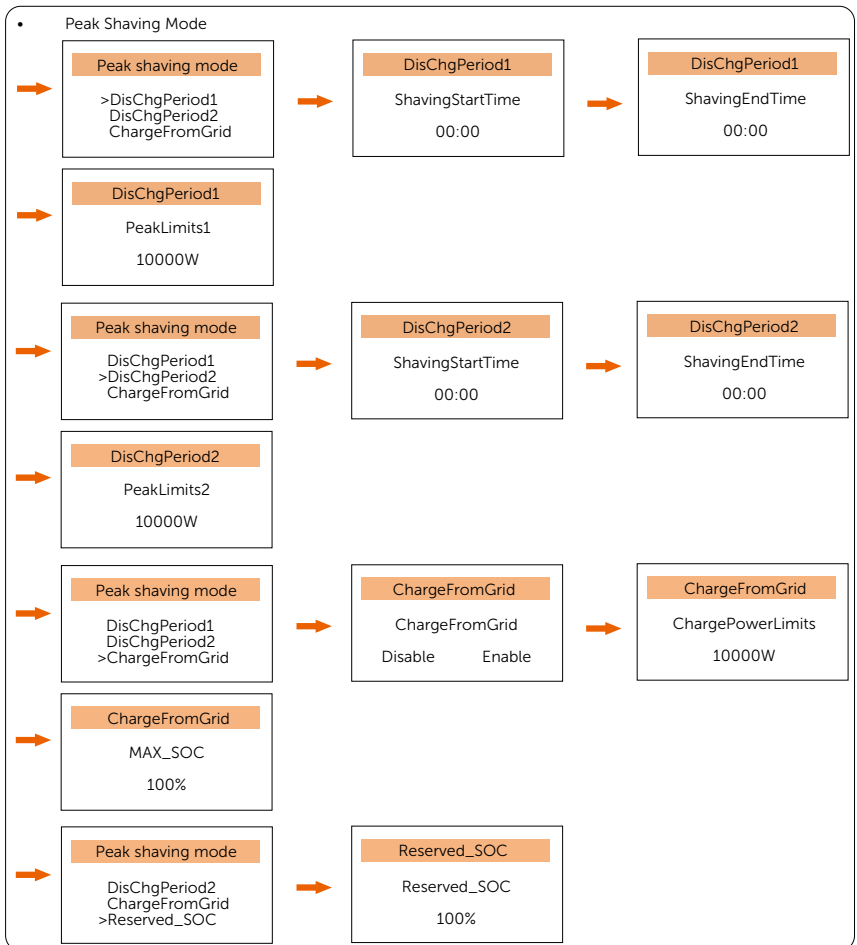 • Peak Shaving Mode
Peak shaving mode
>DisChgPeriod1
DisChgPeriod2
ChargeFromGrid
DisChgPeriod1
ShavingStartTime
00:00
DisChgPeriod1
ShavingEndTime
00:00
DisChgPeriod1
PeakLimits1
10000W
Peak shaving mode
DisChgPeriod1
>DisChgPeriod2
ChargeFromGrid
DisChgPeriod2
ShavingStartTime
00:00
DisChgPeriod2
ShavingEndTime
00:00
DisChgPeriod2
PeakLimits2
10000W
Peak shaving mode
DisChgPeriod1
DisChgPeriod2
>ChargeFromGrid
ChargeFromGrid
ChargeFromGrid
Disable Enable
ChargeFromGrid
ChargePowerLimits
10000W
ChargeFromGrid
MAX_SOC
100%
Peak shaving mode
DisChgPeriod2
ChargeFromGrid
>Reserved_SOC
Reserved_SOC
Reserved_SOC
100%